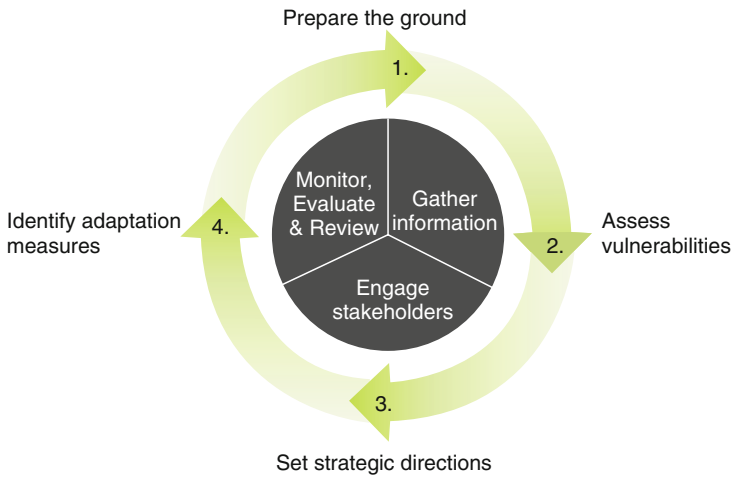 Prepare the ground
1.
Monitor,
Evaluate
& Review
Gather
information
Identify adaptation
measures
4.
2.
Assess
vulnerabilities
Engage
stakeholders
3.
Set strategic directions